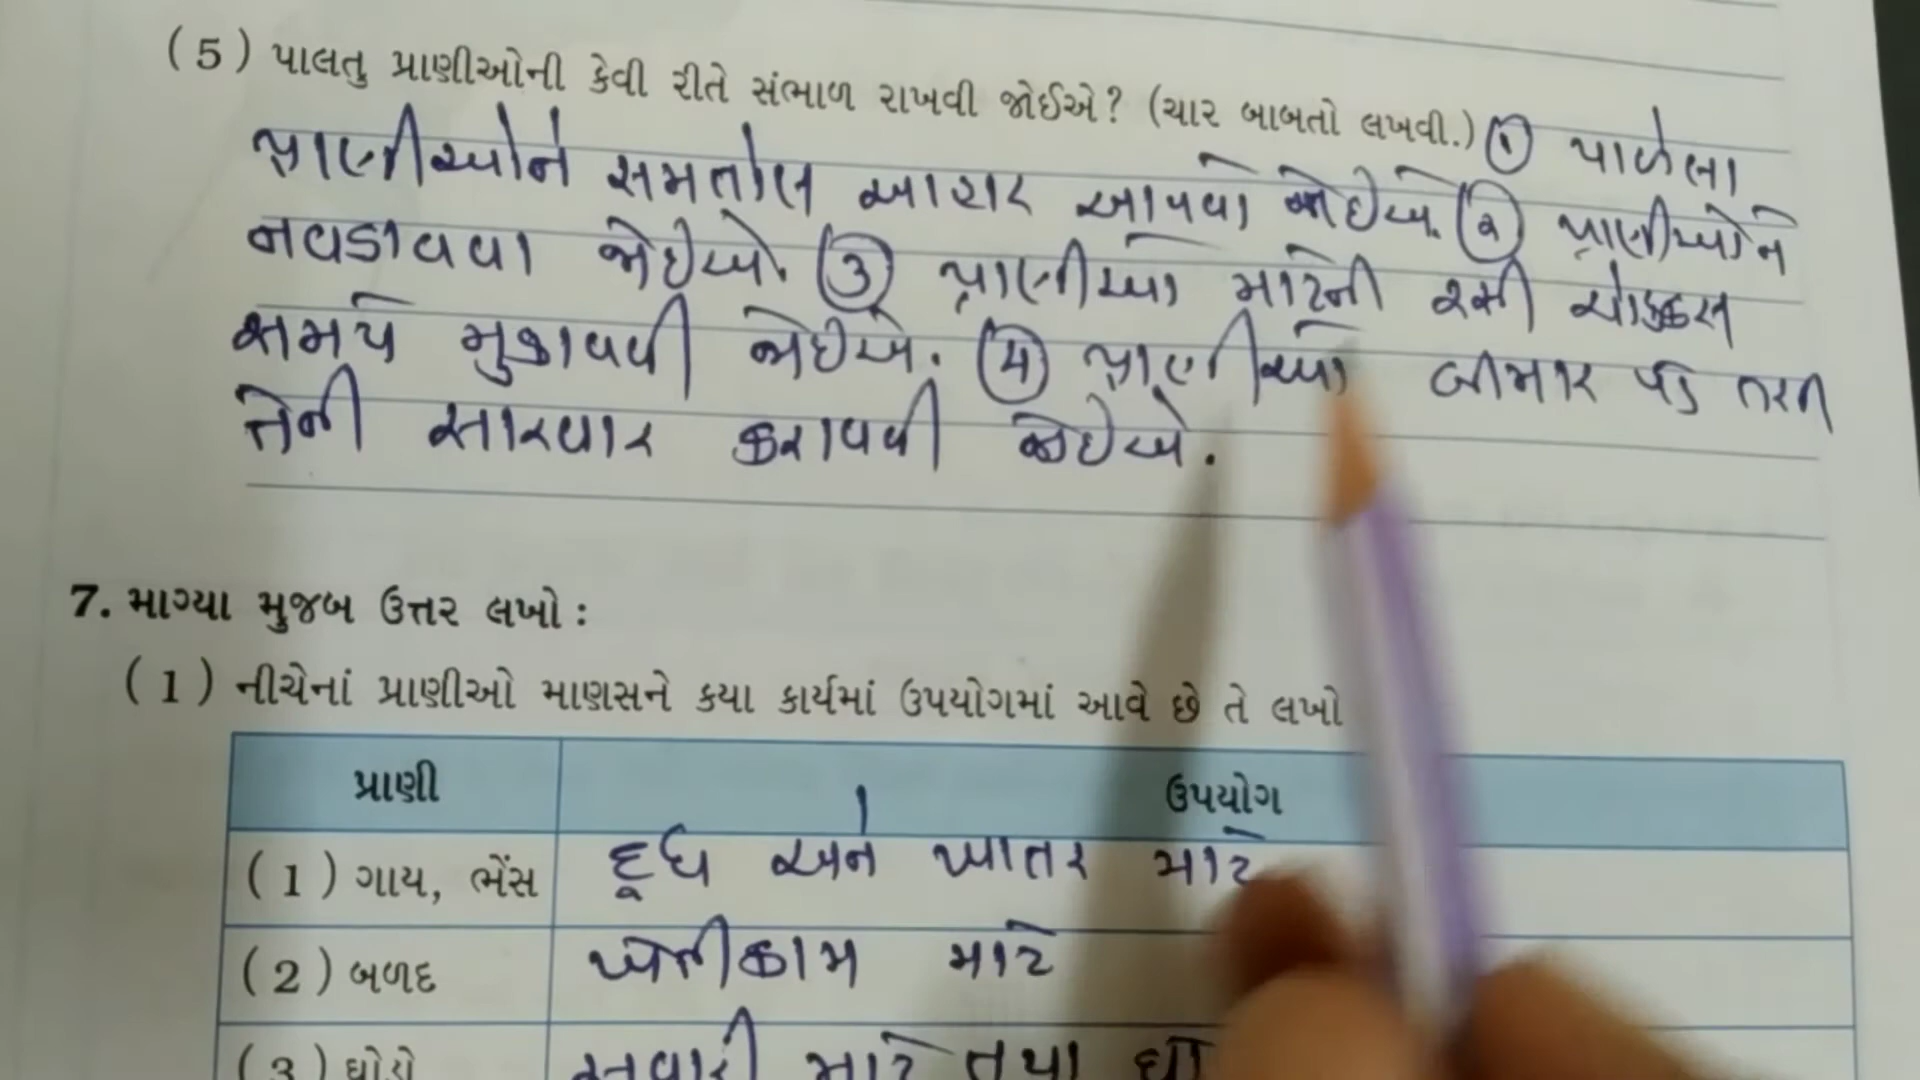 (5) પાલતુ પ્રાણીઓની કેવી રીતે સંભાળ રાખવી જોઈએ? (ચાર બાબતો લખવી.) ① પાળેલા
પ્રાણીઓને સમતોલ આહાર આપવો જોઈએ. ② પ્રાણીઓને
નવડાવવા જોઈએ. ③ પ્રાણીઓ માટેની રસી ચોક્કસ
સમયે મુકાવવી જોઈએ. ④ પ્રાણીઓ બીમાર પડે તરત
તેની સારવાર કરાવવી જોઈએ.
7. માગ્યા મુજબ ઉત્તર લખો :
(1) નીચેનાં પ્રાણીઓ માણસને કયા કાર્યમાં ઉપયોગમાં આવે છે તે લખો
પ્રાણી ઉપયોગ
(1) ગાય, ભેંસ દૂધ અને ખાતર માટે
(2) બળદ ખેતીકામ માટે
(3) ઘોડો સવારી માટે તથા